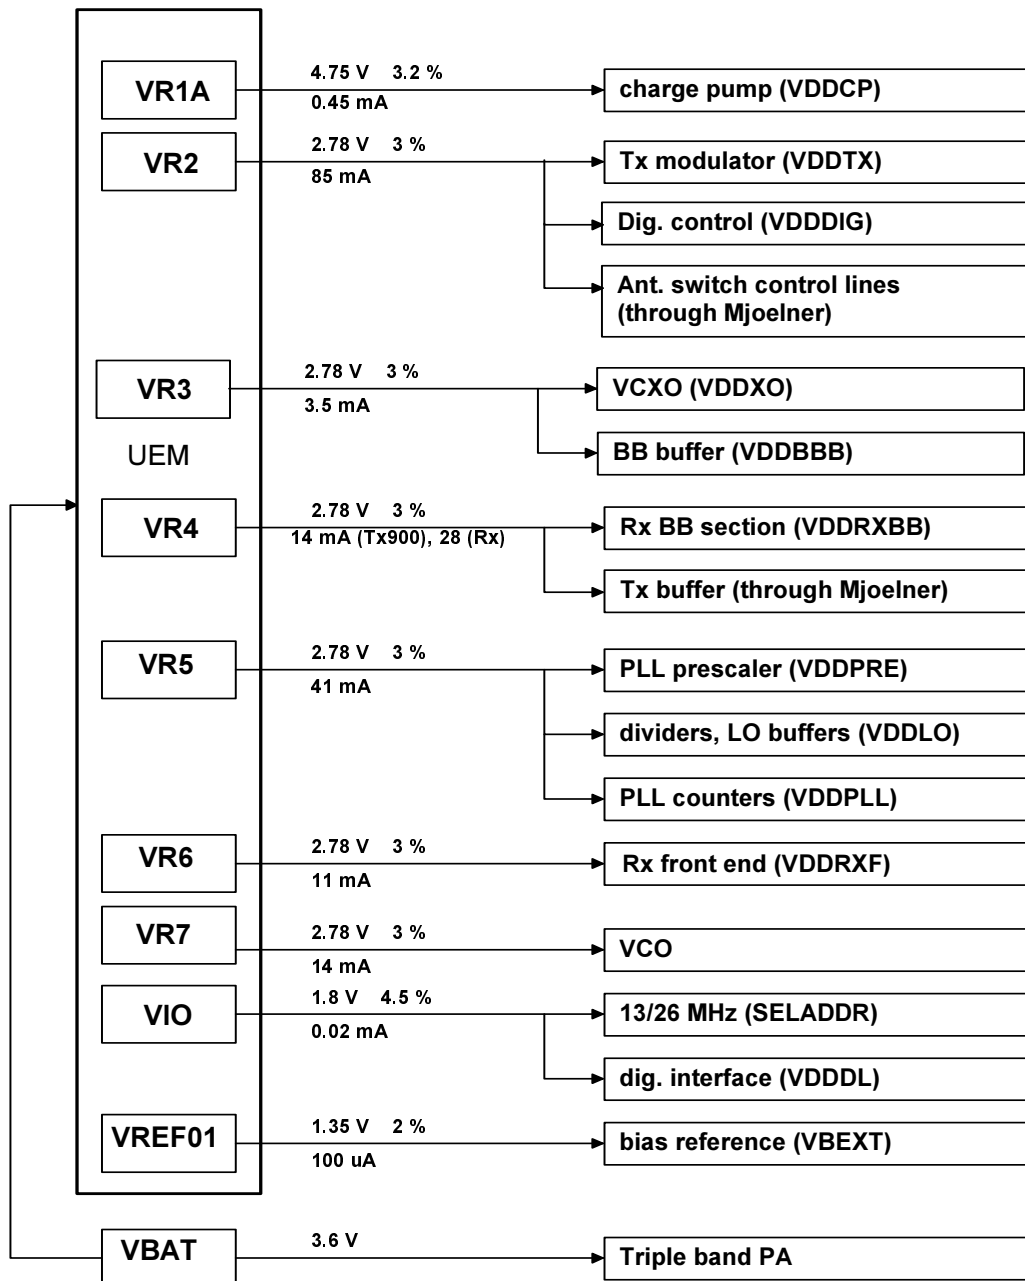 VR1A
4.75 V 3.2 %
0.45 mA
charge pump (VDDCP)
VR2
2.78 V 3 %
85 mA
Tx modulator (VDDTX)
Dig. control (VDDDIG)
Ant. switch control lines
(through Mjoelner)
VR3
2.78 V 3 %
3.5 mA
VCXO (VDDXO)
UEM
BB buffer (VDDBBB)
VR4
2.78 V 3 %
14 mA (Tx900), 28 (Rx)
Rx BB section (VDDRXBB)
Tx buffer (through Mjoelner)
VR5
2.78 V 3 %
41 mA
PLL prescaler (VDDPRE)
dividers, LO buffers (VDDLO)
PLL counters (VDDPLL)
VR6
2.78 V 3 %
11 mA
Rx front end (VDDRXF)
VR7
2.78 V 3 %
14 mA
VCO
VIO
1.8 V 4.5 %
0.02 mA
13/26 MHz (SELADDR)
dig. interface (VDDDL)
VREF01
1.35 V 2 %
100 uA
bias reference (VBEXT)
VBAT
3.6 V
Triple band PA